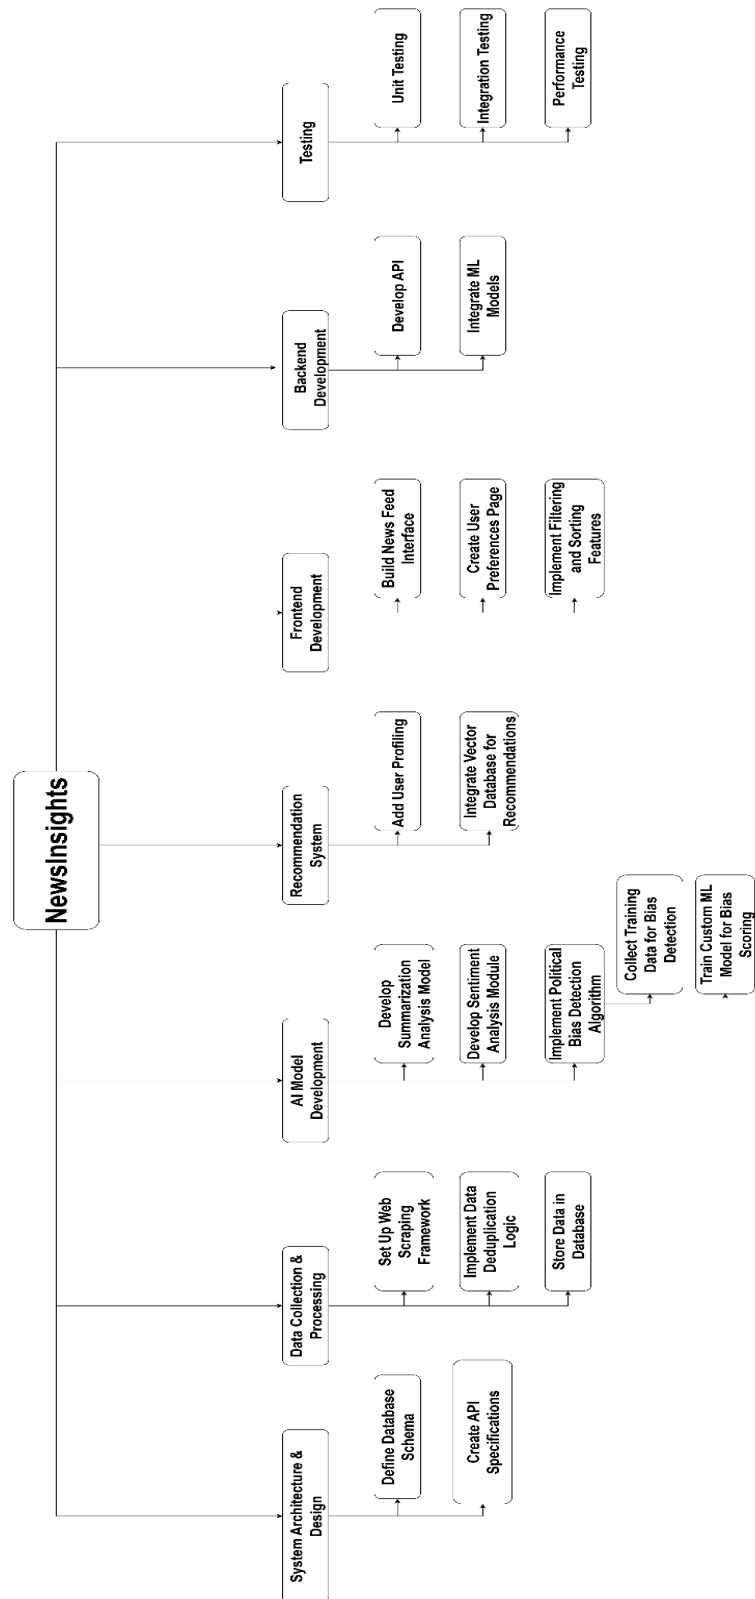 NewsInsights
System Architecture &
Design
Define Database
Schema
Create API
Specifications
Data Collection &
Processing
Set Up Web
Scraping
Framework
Implement Data
Deduplication
Logic
Store Data in
Database
AI Model
Development
Develop
Summarization
Analysis Model
Develop Sentiment
Analysis Module
Implement Political
Bias Detection
Algorithm
Collect Training
Data for Bias
Detection
Train Custom ML
Model for Bias
Scoring
Recommendation
System
Add User Profiling
Integrate Vector
Database for
Recommendations
Frontend
Development
Build News Feed
Interface
Create User
Preferences Page
Implement Filtering
and Sorting
Features
Backend
Development
Develop API
Integrate ML
Models
Testing
Unit Testing
Integration Testing
Performance
Testing